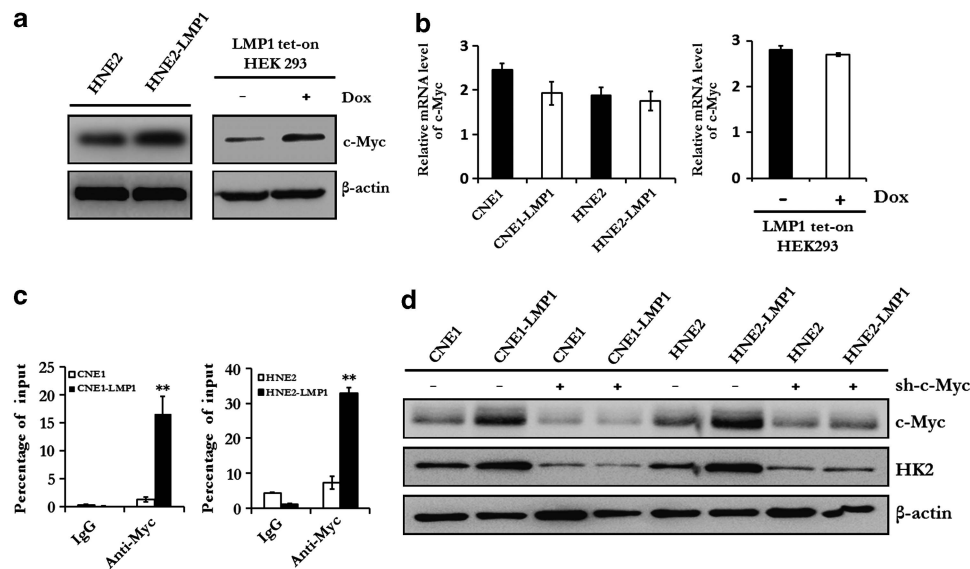 a
HNE2
HNE2-LMP1
LMP1 tet-on
HEK 293
– + Dox
c-Myc
β-actin
b
Relative mRNA level
of c-Myc
3
2
1
0
CNE1
CNE1-LMP1
HNE2
HNE2-LMP1
Relative mRNA level
of c-Myc
3
2
1
0
- + Dox
LMP1 tet-on
HEK293
c
Percentage of input
25
20
15
10
5
0
CNE1
CNE1-LMP1
**
IgG
Anti-Myc
Percentage of input
40
30
20
10
0
HNE2
HNE2-LMP1
**
IgG
Anti-Myc
d
CNE1
CNE1-LMP1
CNE1
CNE1-LMP1
HNE2
HNE2-LMP1
HNE2
HNE2-LMP1
– – + + – – + + sh-c-Myc
c-Myc
HK2
β-actin